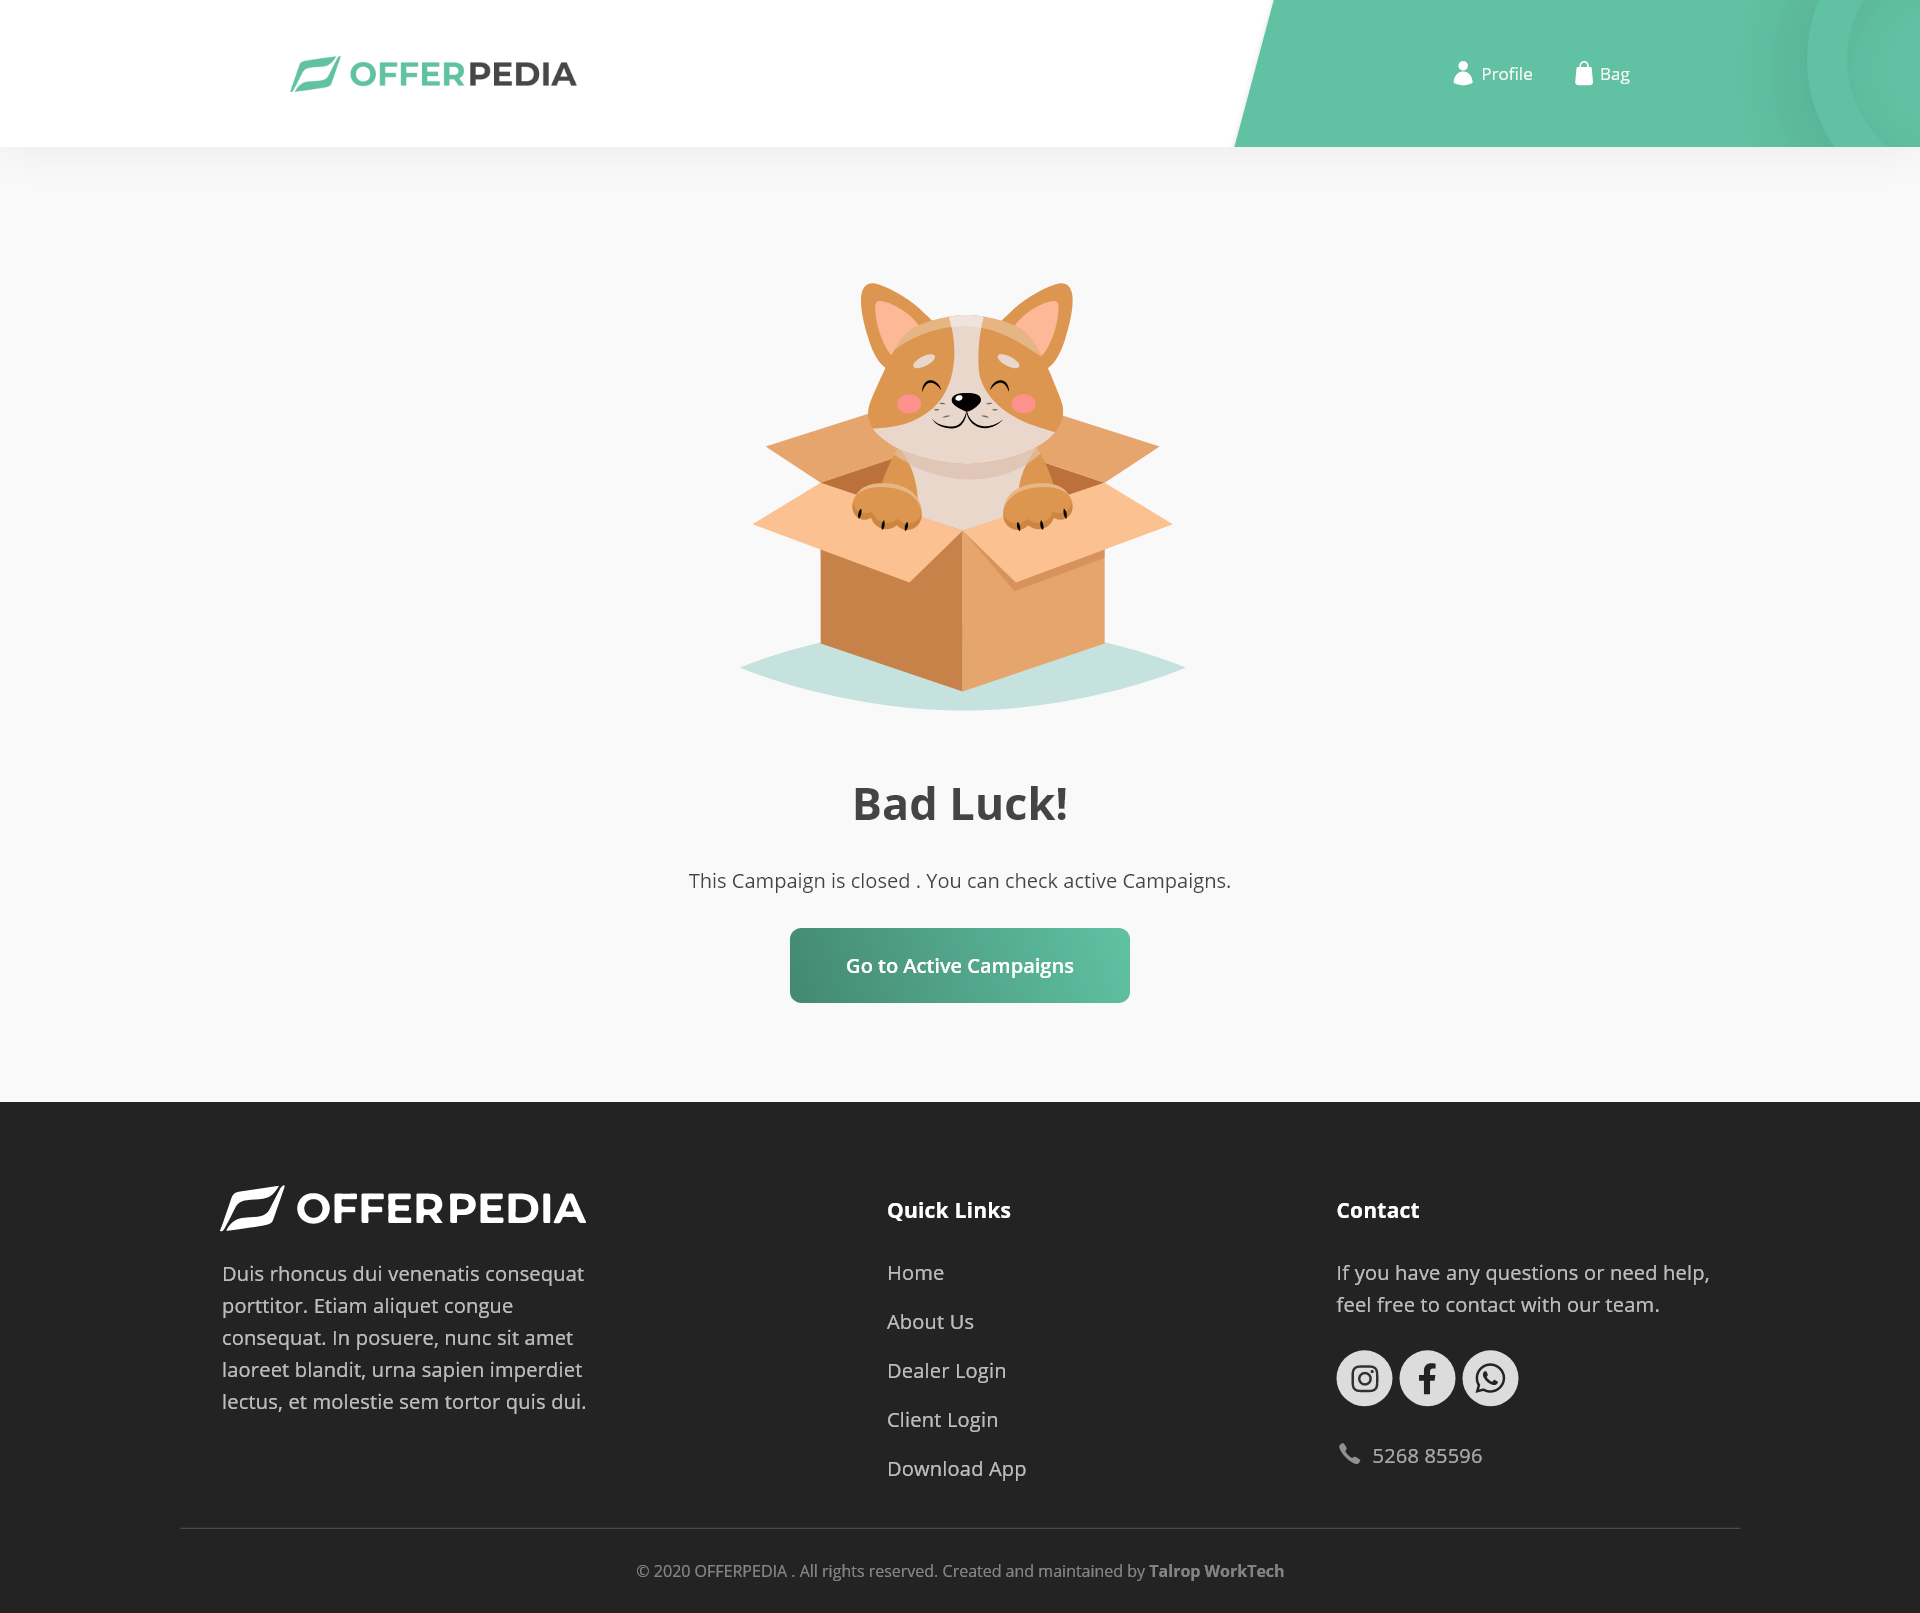 OFFERPEDIA
Profile
Bag
Bad Luck!
This Campaign is closed . You can check active Campaigns.
Go to Active Campaigns
OFFERPEDIA
Duis rhoncus dui venenatis consequat
porttitor. Etiam aliquet congue
consequat. In posuere, nunc sit amet
laoreet blandit, urna sapien imperdiet
lectus, et molestie sem tortor quis dui.
Quick Links
Home
About Us
Dealer Login
Client Login
Download App
Contact
If you have any questions or need help,
feel free to contact with our team.
5268 85596
© 2020 OFFERPEDIA . All rights reserved. Created and maintained by Talrop WorkTech